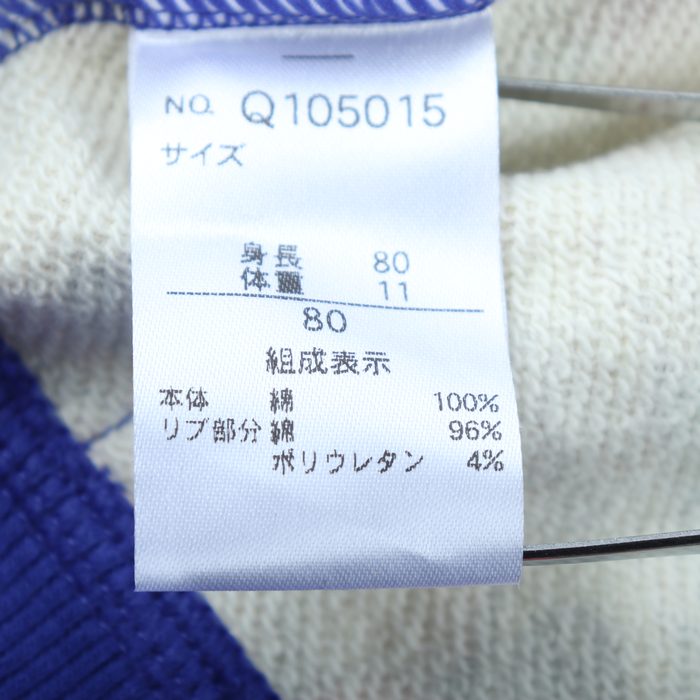 NO. Q105015
サイズ
身長 80
体重 11
80
組成表示
本体 綿 100%
リブ部分 綿 96%
ポリウレタン 4%